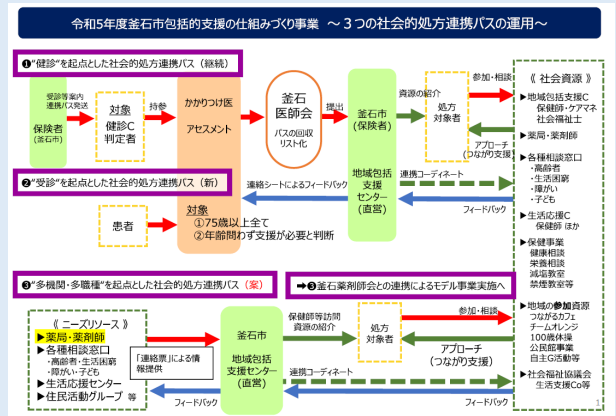 令和5年度釜石市包括的支援の仕組みづくり事業 ～３つの社会的処方連携パスの運用～
❶“健診“を起点とした社会的処方連携パス（継続）
受診等案内
連携パス発送
保険者
(釜石市)
対象
健診C
判定者
持参
かかりつけ医
アセスメント
釜石
医師会
パスの回収
リスト化
提出
釜石市
(保険者)
地域包括
支援
センター
(直営)
資源の紹介
処方
対象者
参加・相談
アプローチ
(つながり支援)
連携コーディネート
フィードバック
連絡シートによるフィードバック
❷“受診“を起点とした社会的処方連携パス（新）
患者
対象
①75歳以上全て
②年齢問わず支援が必要と判断
❸“多機関・多職種“を起点とした社会的処方連携パス（案）
➡❸釜石薬剤師会との連携によるモデル事業実施へ
《 ニーズリソース 》
▶薬局・薬剤師
▶各種相談窓口
・高齢者・生活困窮
・障がい・子ども
▶生活応援センター
▶住民活動グループ 等
「連絡票」による情
報提供
フィードバック
釜石市
地域包括
支援センター
(直営)
保健師等訪問
資源の紹介
処方
対象者
参加・相談
アプローチ
(つながり支援)
連携コーディネート
フィードバック
《 社会資源 》
▶地域包括支援C
保健師・ケアマネ
社会福祉士
▶薬局・薬剤師
▶各種相談窓口
・高齢者
・生活困窮
・障がい
・子ども
▶生活応援C
保健師 ほか
▶保健事業
健康相談
栄養相談
減塩教室
禁煙教室等
▶地域の参加資源
つながるカフェ
チームオレンジ
100歳体操
公民館事業
自主G活動等
▶社会福祉協議会
生活支援Co等
1